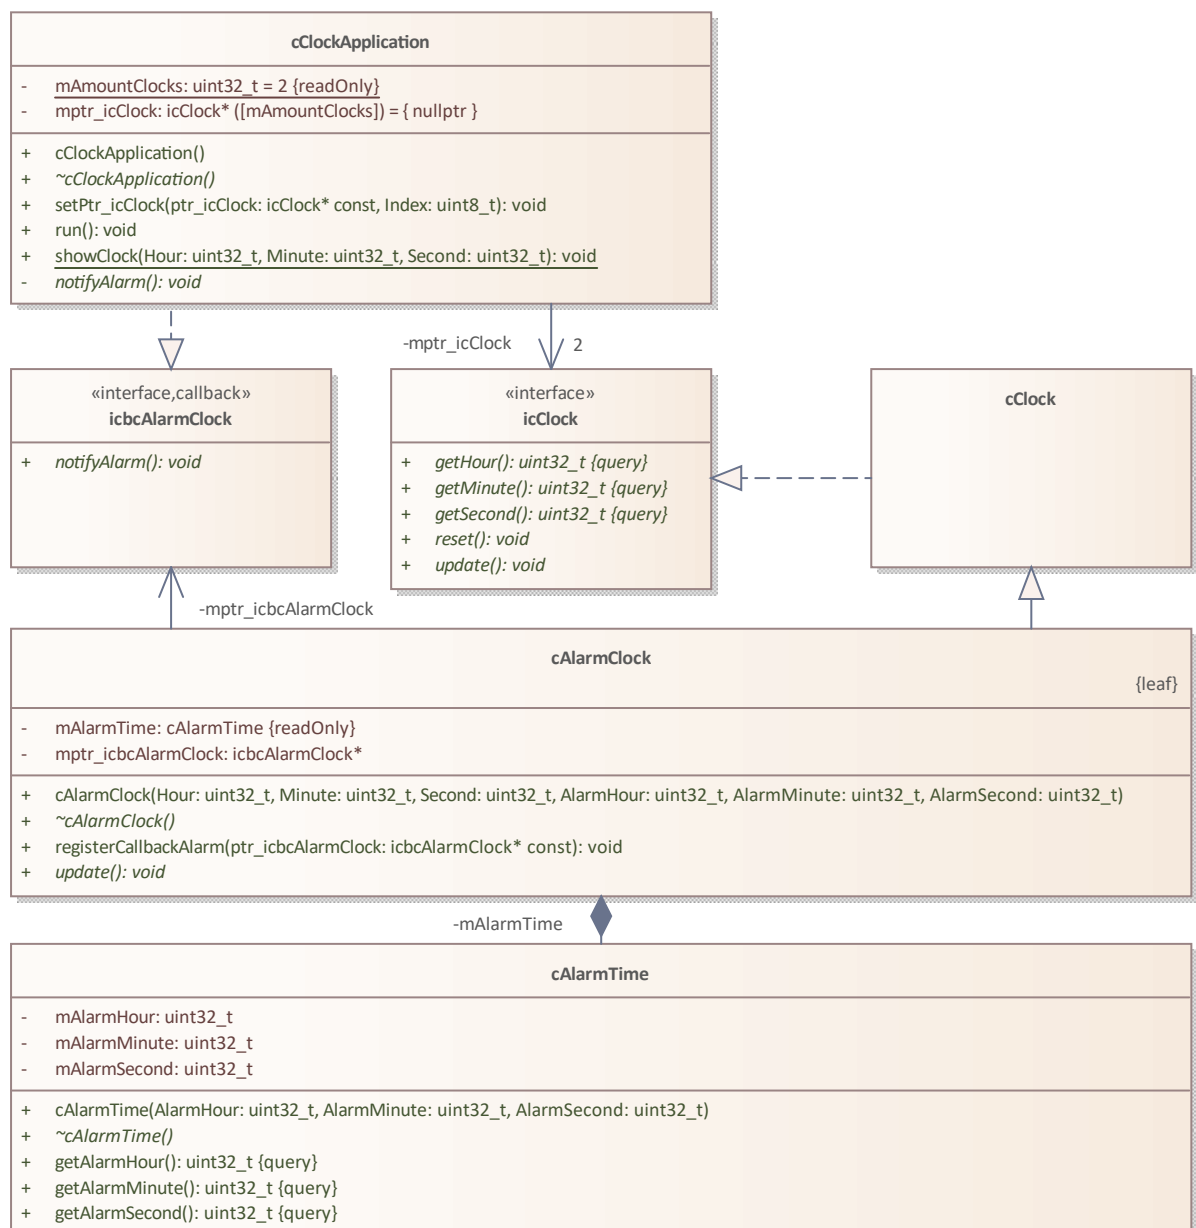 cClockApplication
- mAmountClocks: uint32_t = 2 {readOnly}
- mptr_icClock: icClock* ([mAmountClocks]) = { nullptr }
+ cClockApplication()
+ ~cClockApplication()
+ setPtr_icClock(ptr_icClock: icClock* const, Index: uint8_t): void
+ run(): void
+ showClock(Hour: uint32_t, Minute: uint32_t, Second: uint32_t): void
- notifyAlarm(): void
-mptr_icClock
2
«interface,callback»
icbcAlarmClock
+ notifyAlarm(): void
«interface»
icClock
+ getHour(): uint32_t {query}
+ getMinute(): uint32_t {query}
+ getSecond(): uint32_t {query}
+ reset(): void
+ update(): void
cClock
-mptr_icbcAlarmClock
cAlarmClock
{leaf}
- mAlarmTime: cAlarmTime {readOnly}
- mptr_icbcAlarmClock: icbcAlarmClock*
+ cAlarmClock(Hour: uint32_t, Minute: uint32_t, Second: uint32_t, AlarmHour: uint32_t, AlarmMinute: uint32_t, AlarmSecond: uint32_t)
+ ~cAlarmClock()
+ registerCallbackAlarm(ptr_icbcAlarmClock: icbcAlarmClock* const): void
+ update(): void
-mAlarmTime
cAlarmTime
- mAlarmHour: uint32_t
- mAlarmMinute: uint32_t
- mAlarmSecond: uint32_t
+ cAlarmTime(AlarmHour: uint32_t, AlarmMinute: uint32_t, AlarmSecond: uint32_t)
+ ~cAlarmTime()
+ getAlarmHour(): uint32_t {query}
+ getAlarmMinute(): uint32_t {query}
+ getAlarmSecond(): uint32_t {query}